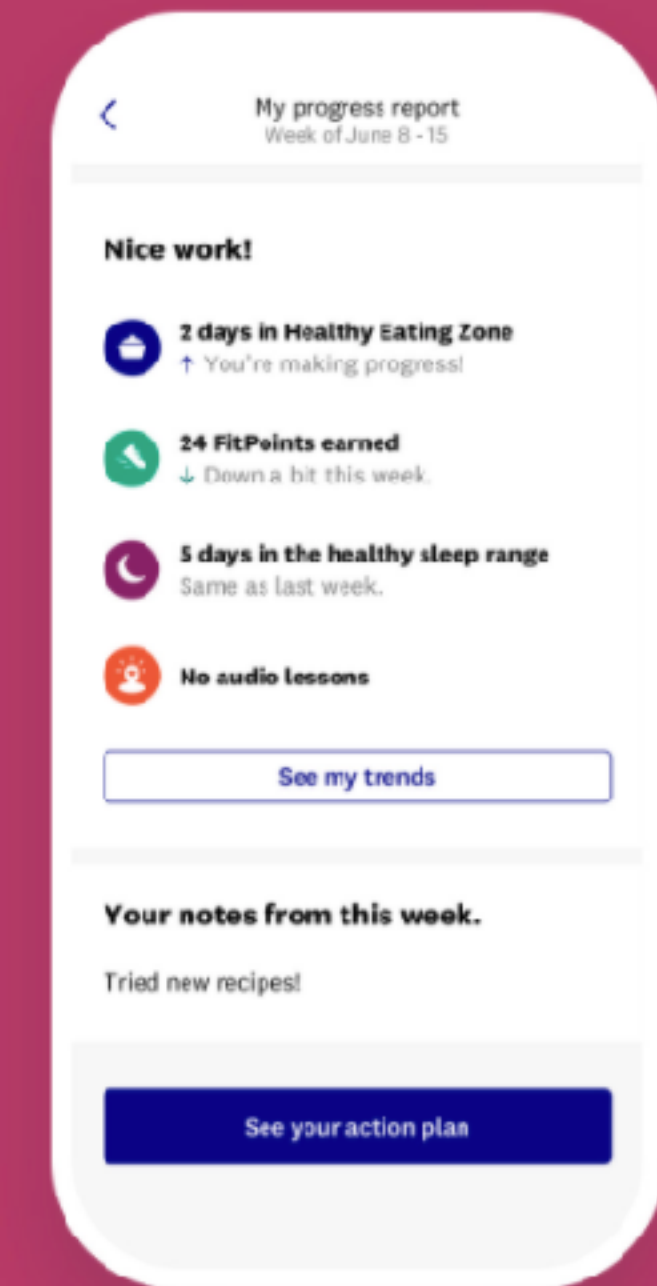 My progress report
Week of June 8 - 15
Nice work!
2 days in Healthy Eating Zone
↑ You're making progress!
24 FitPoints earned
↓ Down a bit this week.
5 days in the healthy sleep range
Same as last week.
No audio lessons
See my trends
Your notes from this week.
Tried new recipes!
See your action plan